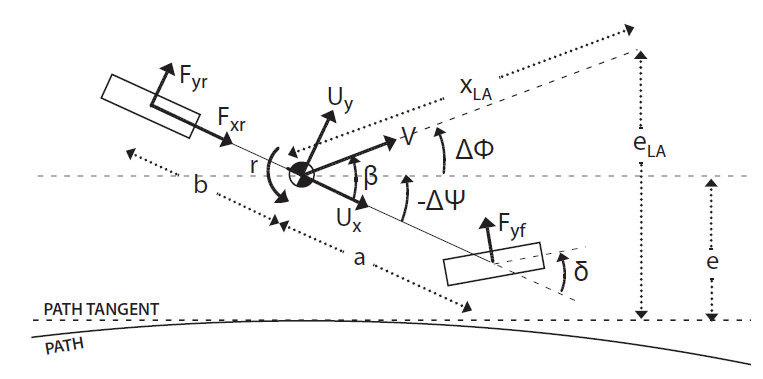 F_yr
F_xr
U_y
x_LA
V
ΔΦ
e_LA
r
β
b
U_x
-ΔΨ
F_yf
a
δ
e
PATH TANGENT
PATH